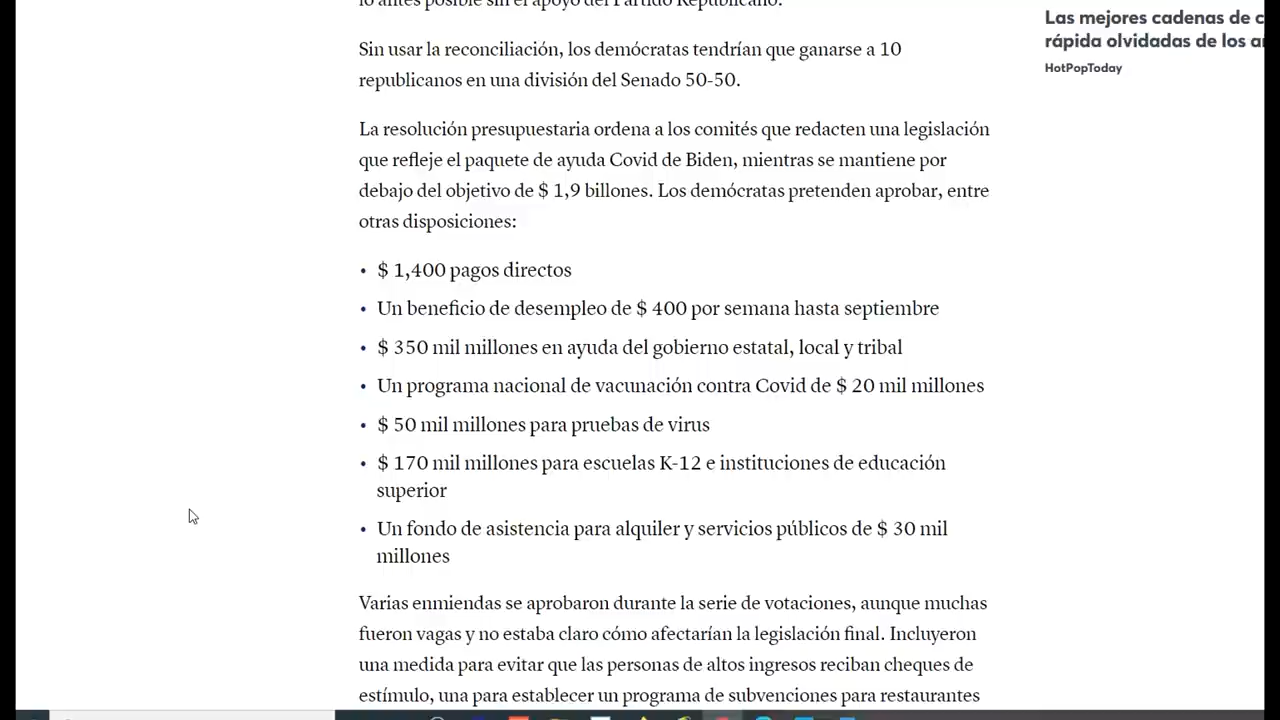 lo antes posible sin el apoyo del Partido Republicano.
Sin usar la reconciliación, los demócratas tendrían que ganarse a 10
republicanos en una división del Senado 50-50.
La resolución presupuestaria ordena a los comités que redacten una legislación
que refleje el paquete de ayuda Covid de Biden, mientras se mantiene por
debajo del objetivo de $ 1,9 billones. Los demócratas pretenden aprobar, entre
otras disposiciones:
• $ 1,400 pagos directos
• Un beneficio de desempleo de $ 400 por semana hasta septiembre
• $ 350 mil millones en ayuda del gobierno estatal, local y tribal
• Un programa nacional de vacunación contra Covid de $ 20 mil millones
• $ 50 mil millones para pruebas de virus
• $ 170 mil millones para escuelas K-12 e instituciones de educación
superior
• Un fondo de asistencia para alquiler y servicios públicos de $ 30 mil
millones
Varias enmiendas se aprobaron durante la serie de votaciones, aunque muchas
fueron vagas y no estaba claro cómo afectarían la legislación final. Incluyeron
una medida para evitar que las personas de altos ingresos reciban cheques de
estímulo, una para establecer un programa de subvenciones para restaurantes
Las mejores cadenas de
rápida olvidadas de los
HotPopToday